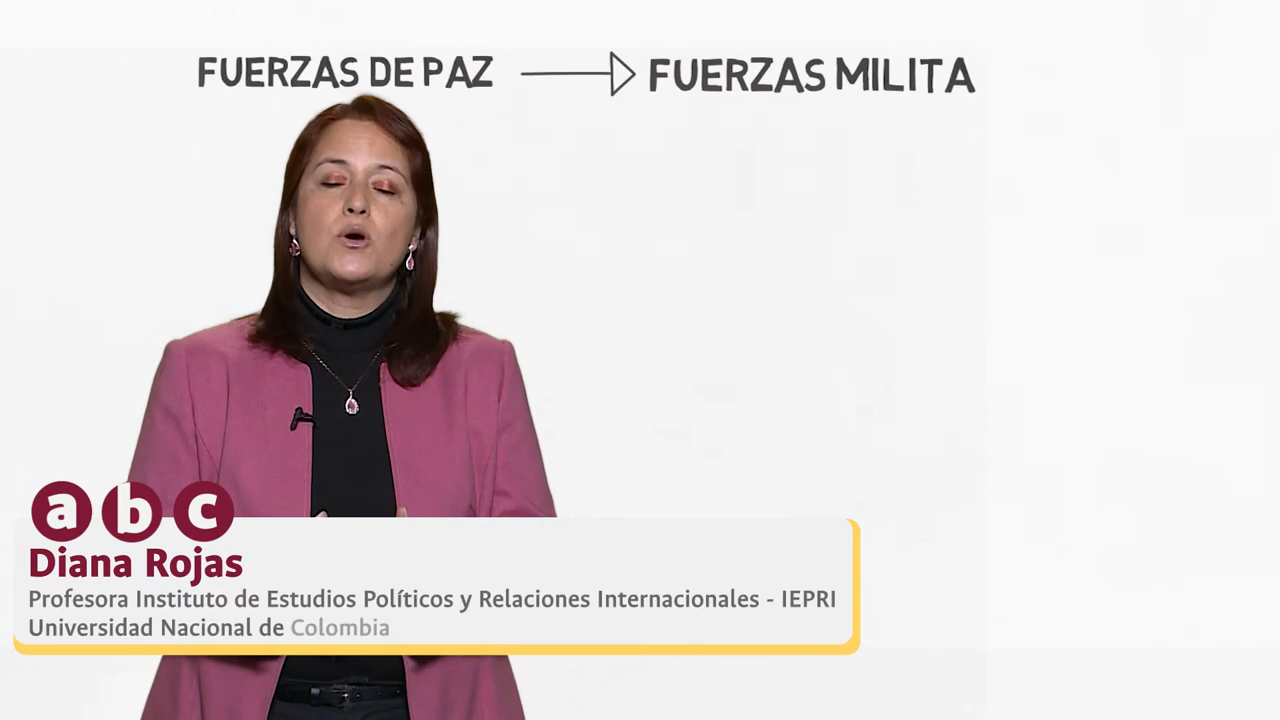 FUERZAS DE PAZ FUERZAS MILITA
abc
Diana Rojas
Profesora Instituto de Estudios Políticos y Relaciones Internacionales - IEPRI
Universidad Nacional de Colombia